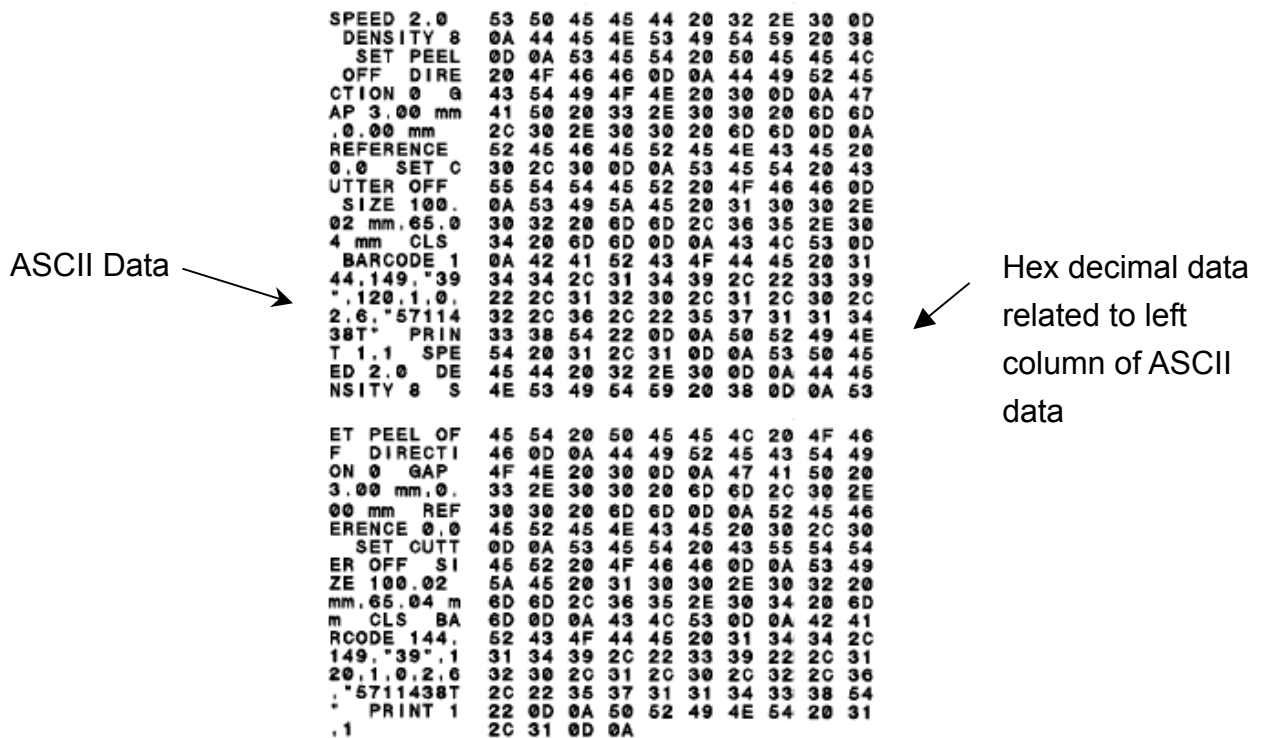 SPEED 2.0 53 50 45 45 44 20 32 2E 30 0D
DENSITY 8 0A 44 45 4E 53 49 54 59 20 38
SET PEEL 0D 0A 53 45 54 20 50 45 45 4C
OFF DIRE 20 4F 46 46 0D 0A 44 49 52 45
CTION 0 G 43 54 49 4F 4E 20 30 0D 0A 47
AP 3.00 mm 41 50 20 33 2E 30 30 20 6D 6D
,0.00 mm 2C 30 2E 30 30 20 6D 6D 0D 0A
REFERENCE 52 45 46 45 52 45 4E 43 45 20
0,0 SET C 30 2C 30 0D 0A 53 45 54 20 43
UTTER OFF 55 54 54 45 52 20 4F 46 46 0D
SIZE 100. 0A 53 49 5A 45 20 31 30 30 2E
02 mm,65.0 30 32 20 6D 6D 2C 36 35 2E 30
4 mm CLS 34 20 6D 6D 0D 0A 43 4C 53 0D
BARCODE 1 0A 42 41 52 43 4F 44 45 20 31
44,149,"39 34 34 2C 31 34 39 2C 22 33 39
",120,1,0, 22 2C 31 32 30 2C 31 2C 30 2C
2,6,"57114 32 2C 36 2C 22 35 37 31 31 34
38T" PRIN 33 38 54 22 0D 0A 50 52 49 4E
T 1,1 SPE 54 20 31 2C 31 0D 0A 53 50 45
ED 2.0 DE 45 44 20 32 2E 30 0D 0A 44 45
NSITY 8 S 4E 53 49 54 59 20 38 0D 0A 53
ET PEEL OF 45 54 20 50 45 45 4C 20 4F 46
F DIRECTI 46 0D 0A 44 49 52 45 43 54 49
ON 0 GAP 4F 4E 20 30 0D 0A 47 41 50 20
3.00 mm,0. 33 2E 30 30 20 6D 6D 2C 30 2E
00 mm REF 30 30 20 6D 6D 0D 0A 52 45 46
ERENCE 0,0 45 52 45 4E 43 45 20 30 2C 30
SET CUTT 0D 0A 53 45 54 20 43 55 54 54
ER OFF SI 45 52 20 4F 46 46 0D 0A 53 49
ZE 100.02 5A 45 20 31 30 30 2E 30 32 20
mm,65.04 m 6D 6D 2C 36 35 2E 30 34 20 6D
m CLS BA 6D 0D 0A 43 4C 53 0D 0A 42 41
RCODE 144, 52 43 4F 44 45 20 31 34 34 2C
149,"39",1 31 34 39 2C 22 33 39 22 2C 31
20,1,0,2,6 32 30 2C 31 2C 30 2C 32 2C 36
,"5711438T 2C 22 35 37 31 31 34 33 38 54
" PRINT 1 22 0D 0A 50 52 49 4E 54 20 31
,1 2C 31 0D 0A
ASCII Data
Hex decimal data
related to left
column of ASCII
data